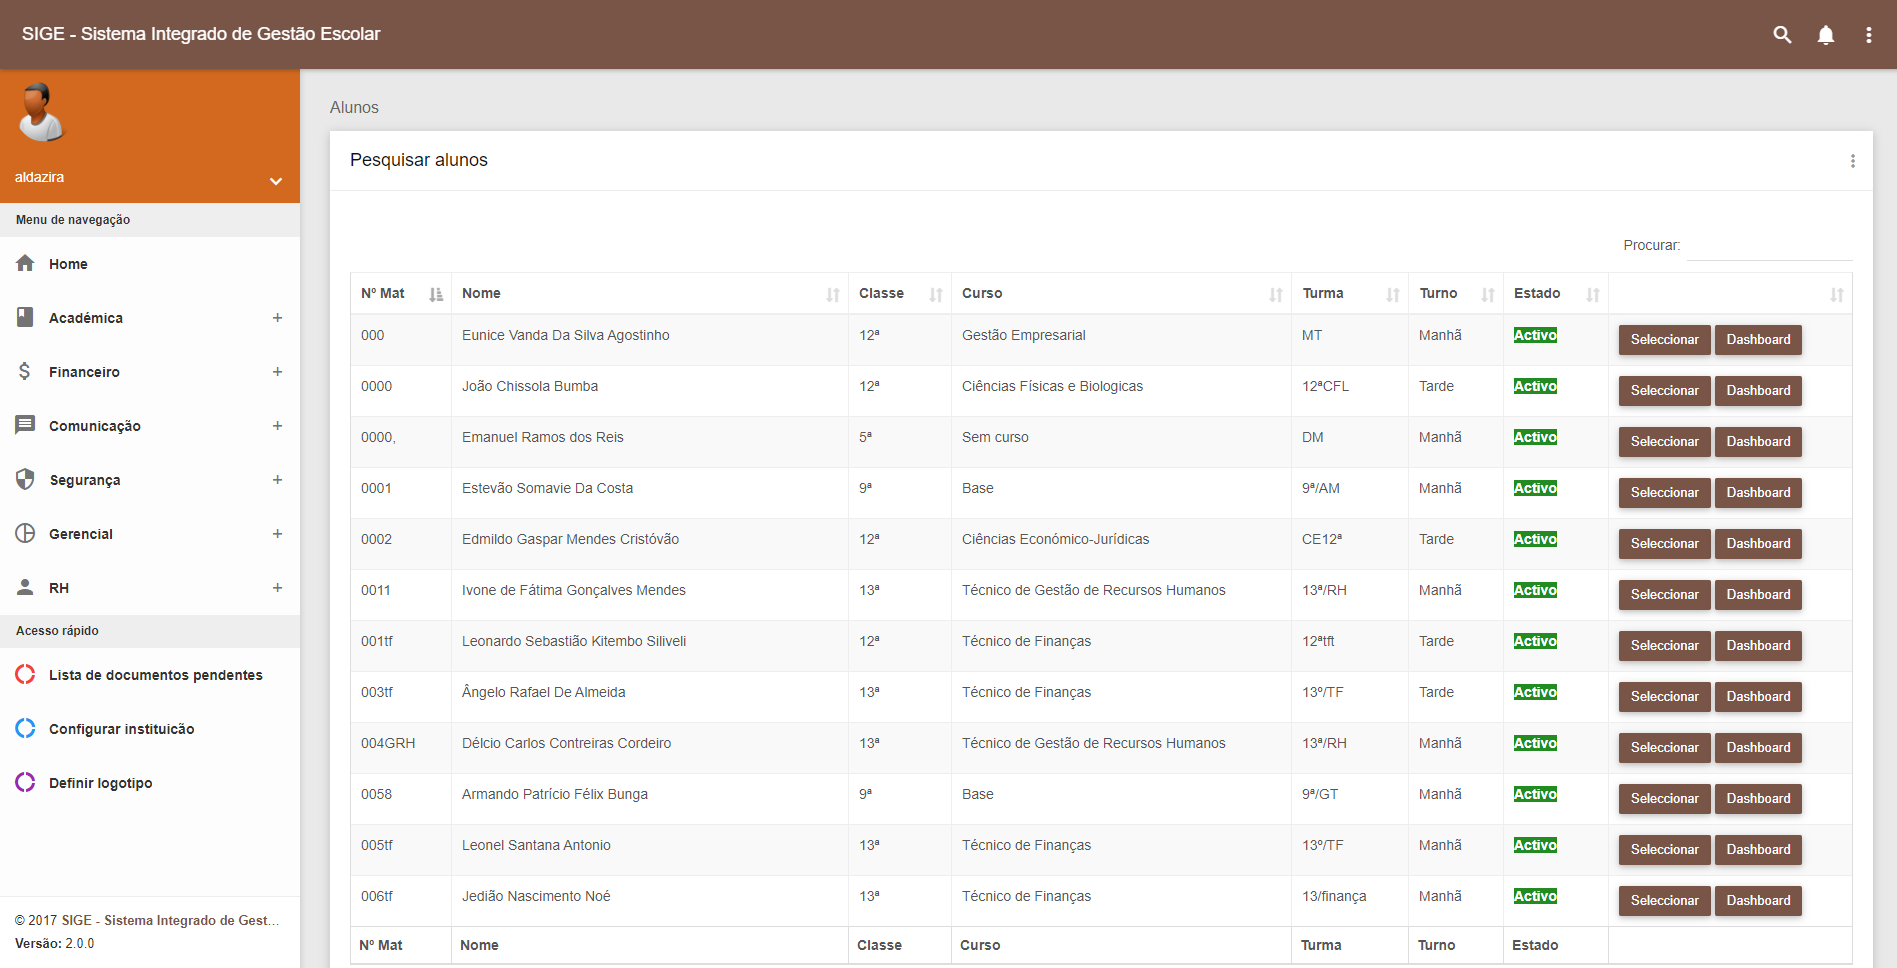 SIGE - Sistema Integrado de Gestão Escolar
aldazira
Menu de navegação
Home
Académica +
Financeiro +
Comunicação +
Segurança +
Gerencial +
RH +
Acesso rápido
Lista de documentos pendentes
Configurar instituicão
Definir logotipo
© 2017 SIGE - Sistema Integrado de Gest...
Versão: 2.0.0
Alunos
Pesquisar alunos
Procurar:
Nº Mat Nome Classe Curso Turma Turno Estado
000 Eunice Vanda Da Silva Agostinho 12ª Gestão Empresarial MT Manhã Activo Seleccionar Dashboard
0000 João Chissola Bumba 12ª Ciências Físicas e Biologicas 12ªCFL Tarde Activo Seleccionar Dashboard
0000, Emanuel Ramos dos Reis 5ª Sem curso DM Manhã Activo Seleccionar Dashboard
0001 Estevão Somavie Da Costa 9ª Base 9ª/AM Manhã Activo Seleccionar Dashboard
0002 Edmildo Gaspar Mendes Cristóvão 12ª Ciências Económico-Jurídicas CE12ª Tarde Activo Seleccionar Dashboard
0011 Ivone de Fátima Gonçalves Mendes 13ª Técnico de Gestão de Recursos Humanos 13ª/RH Manhã Activo Seleccionar Dashboard
001tf Leonardo Sebastião Kitembo Siliveli 12ª Técnico de Finanças 12ªtft Tarde Activo Seleccionar Dashboard
003tf Ângelo Rafael De Almeida 13ª Técnico de Finanças 13º/TF Tarde Activo Seleccionar Dashboard
004GRH Délcio Carlos Contreiras Cordeiro 13ª Técnico de Gestão de Recursos Humanos 13ª/RH Manhã Activo Seleccionar Dashboard
0058 Armando Patrício Félix Bunga 9ª Base 9ª/GT Manhã Activo Seleccionar Dashboard
005tf Leonel Santana Antonio 13ª Técnico de Finanças 13º/TF Manhã Activo Seleccionar Dashboard
006tf Jedião Nascimento Noé 13ª Técnico de Finanças 13/finança Manhã Activo Seleccionar Dashboard
Nº Mat Nome Classe Curso Turma Turno Estado